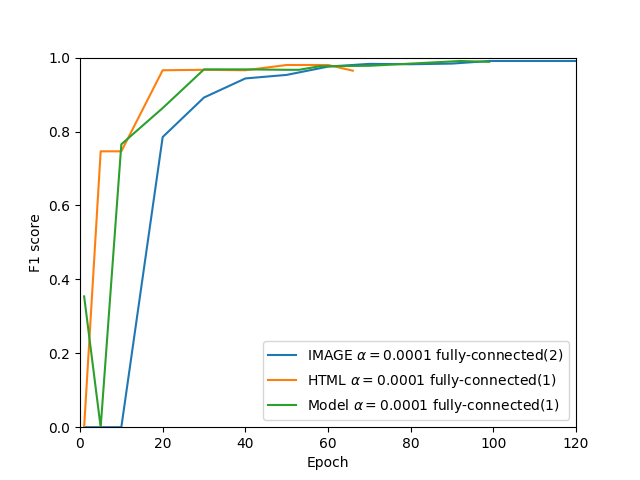 1.0
0.8
0.6
0.4
0.2
0.0
F1 score
IMAGE α = 0.0001 fully-connected(2)
HTML α = 0.0001 fully-connected(1)
Model α = 0.0001 fully-connected(1)
0 20 40 60 80 100 120
Epoch